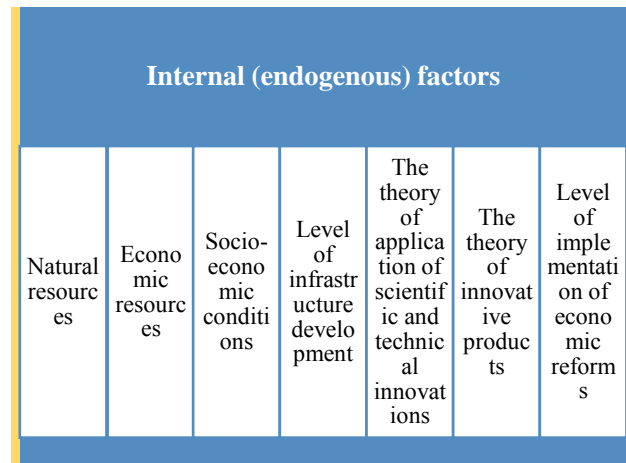 Internal (endogenous) factors
Natural
resourc
es
Econo
mic
resourc
es
Socio-
econo
mic
conditi
ons
Level
of
infrastr
ucture
develo
pment
The
theory
of
applica
tion of
scientif
ic and
technic
al
innovat
ions
The
theory
of
innovat
ive
produc
ts
Level
of
imple
mentati
on of
econo
mic
reform
s